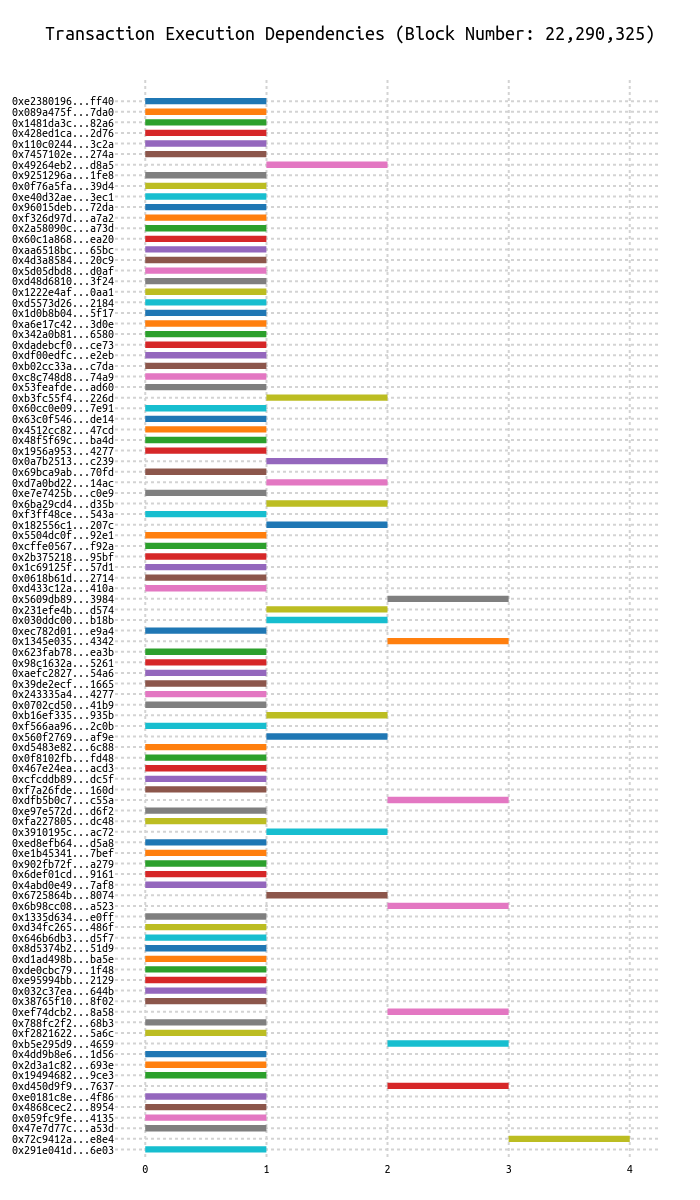 Transaction Execution Dependencies (Block Number: 22,290,325)
0xe2380196...ff40
0x089a475f...7da0
0x1481da3c...82a6
0x428ed1ca...2d76
0x110c0244...3c2a
0x7457102e...274a
0x49264eb2...d8a5
0x9251296a...1fe8
0x0f76a5fa...39d4
0xe40d32ae...3ec1
0x96015deb...72da
0xf326d97d...a7a2
0x2a58090c...a73d
0x60c1a868...ea20
0xaa6518bc...65bc
0x4d3a8584...20c9
0x5d05dbd8...d0af
0xd48d6810...3f24
0x1222e4af...0aa1
0xd5573d26...2184
0x1d0b8b04...5f17
0xa6e17c42...3d0e
0x342a0b81...6580
0xdadebcf0...ce73
0xdf00edfc...e2eb
0xb02cc33a...c7da
0xc8c748d8...74a9
0x53feafde...ad60
0xb3fc55f4...226d
0x60cc0e09...7e91
0x63c0f546...de14
0x4512cc82...47cd
0x48f5f69c...ba4d
0x1956a953...4277
0x0a7b2513...c239
0x69bca9ab...70fd
0xd7a0bd22...14ac
0xe7e7425b...c0e9
0x6ba29cd4...d35b
0xf3ff48ce...543a
0x182556c1...207c
0x5504dc0f...92e1
0xcffe0567...f92a
0x2b375218...95bf
0x1c69125f...57d1
0x0618b61d...2714
0xd433c12a...410a
0x5609db89...3984
0x231efe4b...d574
0x030ddc00...b18b
0xec782d01...e9a4
0x1345e035...4342
0x623fab78...ea3b
0x98c1632a...5261
0xaefc2827...54a6
0x39de2ecf...1665
0x243335a4...4277
0x0702cd50...41b9
0xb16ef335...935b
0xf566aa96...2c0b
0x560f2769...af9e
0xd5483e82...6c88
0x0f8102fb...fd48
0x467e24ea...acd3
0xcfcddb89...dc5f
0xf7a26fde...160d
0xdfb5b0c7...c55a
0xe97e572d...d6f2
0xfa227805...dc48
0x3910195c...ac72
0xed8efb64...d5a8
0xe1b45341...7bef
0x902fb72f...a279
0x6def01cd...9161
0x4abd0e49...7af8
0x6725864b...8074
0x6b98cc08...a523
0x1335d634...e0ff
0xd34fc265...486f
0x646b6db3...d5f7
0x8d5374b2...51d9
0xd1ad498b...ba5e
0xde0cbc79...1f48
0xe95994bb...2129
0x032c37ea...644b
0x38765f10...8f02
0xef74dcb2...8a58
0x788fc2f2...68b3
0xf2821622...5a6c
0xb5e295d9...4659
0x4dd9b8e6...1d56
0x2d3a1c82...693e
0x19494682...9ce3
0xd450d9f9...7637
0xe0181c8e...4f86
0x4868cec2...8954
0x059fc9fe...4135
0x47e7d77c...a53d
0x72c9412a...e8e4
0x291e041d...6e03
0 1 2 3 4